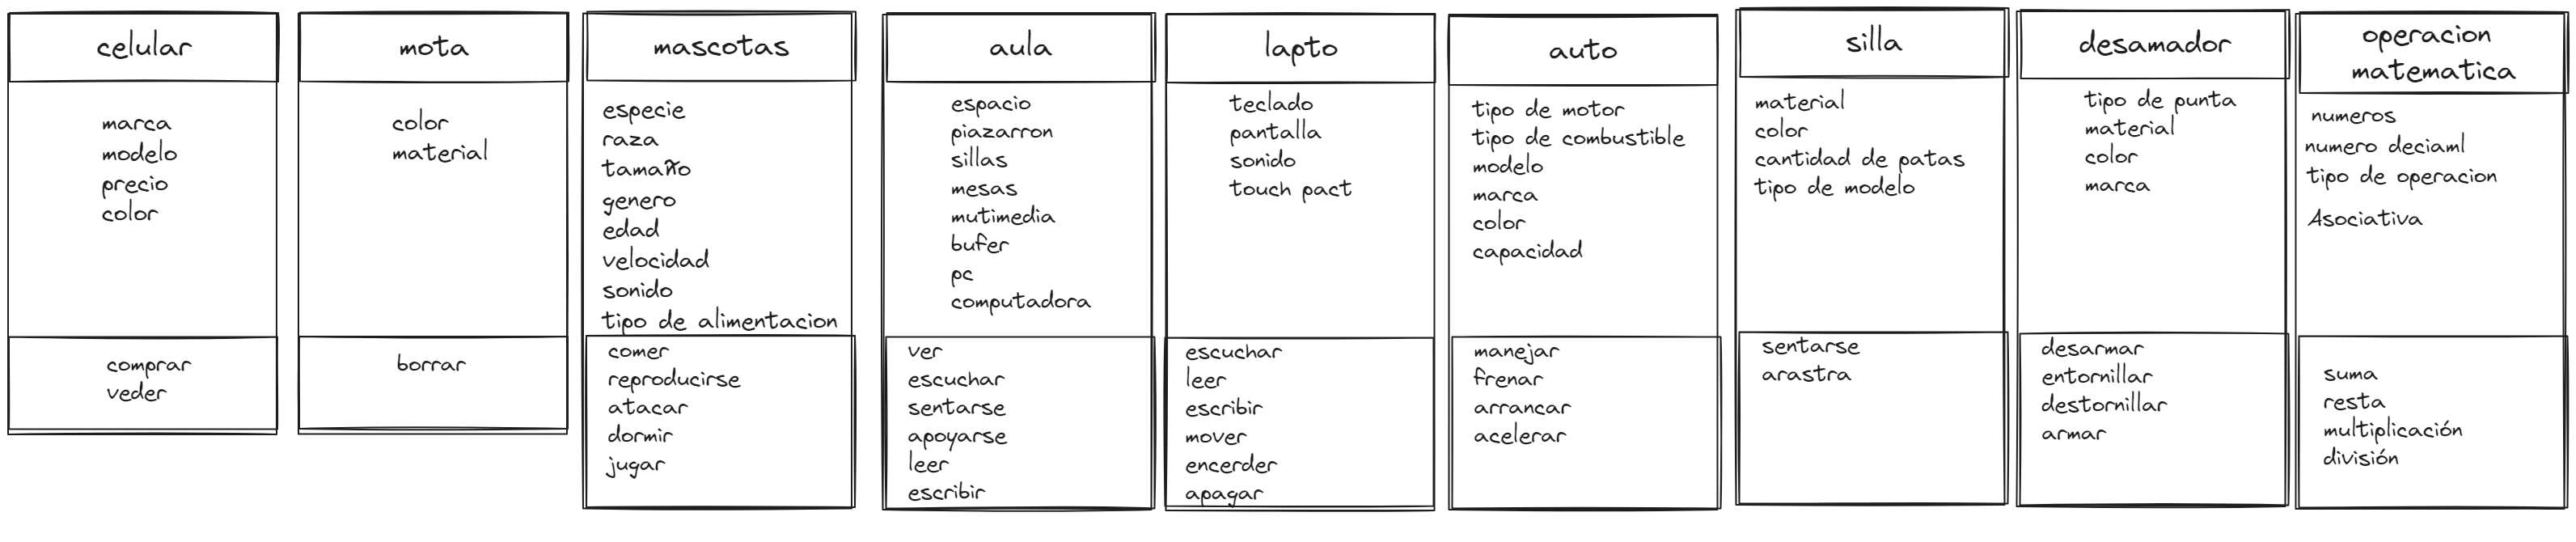 celular
marca
modelo
precio
color
comprar
veder
mota
color
material
borrar
mascotas
especie
raza
tamaño
genero
edad
velocidad
sonido
tipo de alimentacion
comer
reproducirse
atacar
dormir
jugar
aula
espacio
piazarron
sillas
mesas
mutimedia
bufer
pc
computadora
ver
escuchar
sentarse
apoyarse
leer
escribir
lapto
teclado
pantalla
sonido
touch pact
escuchar
leer
escribir
mover
encerder
apagar
auto
tipo de motor
tipo de combustible
modelo
marca
color
capacidad
manejar
frenar
arrancar
acelerar
silla
material
color
cantidad de patas
tipo de modelo
sentarse
arastra
desamador
tipo de punta
material
color
marca
desarmar
entornillar
destornillar
armar
operacion
matematica
numeros
numero deciaml
tipo de operacion
Asociativa
suma
resta
multiplicación
división